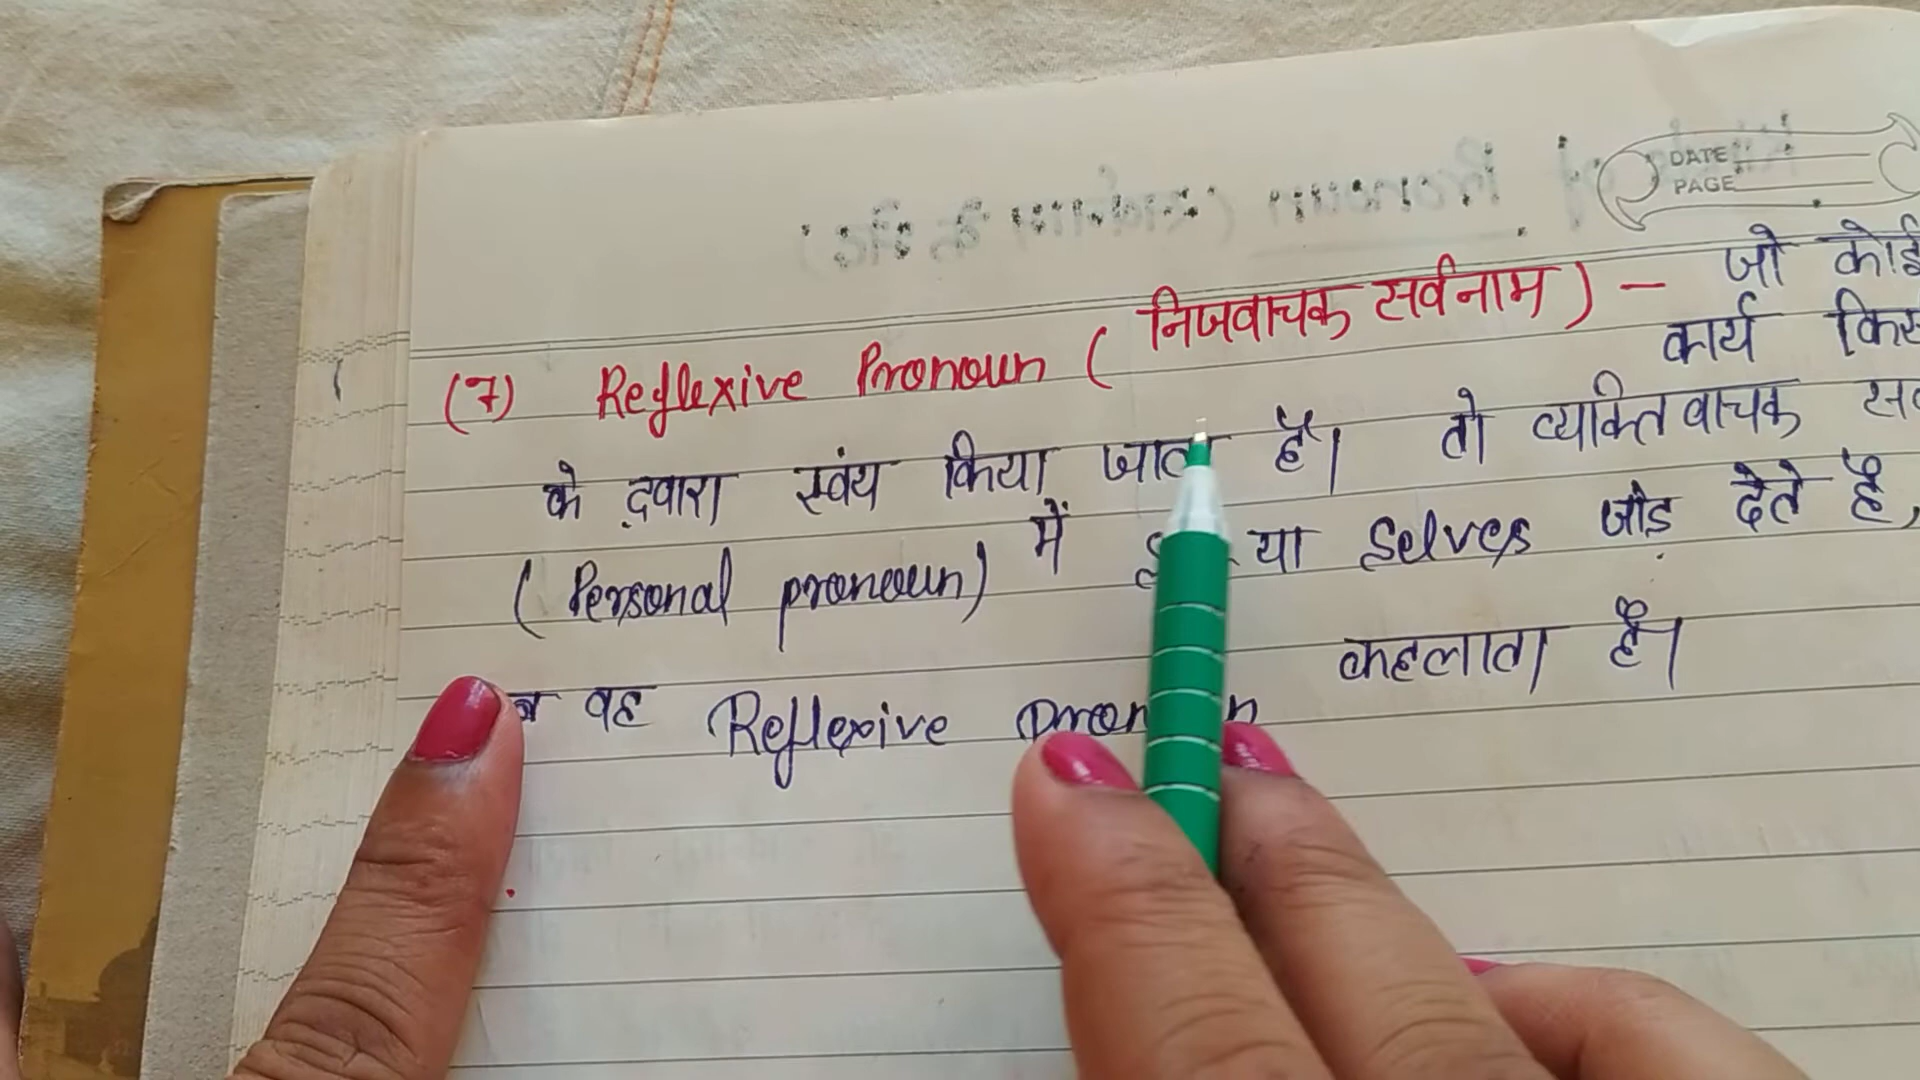 DATE
PAGE
(7) Reflexive Pronoun ( निजवाचक सर्वनाम ) - जो कोई
कार्य
के द्वारा स्वंय किया जाता है। तो व्यक्तिवाचक
( Personal pronoun) में या selves जोड़ देते है,
वह Reflexive कहलाता है।